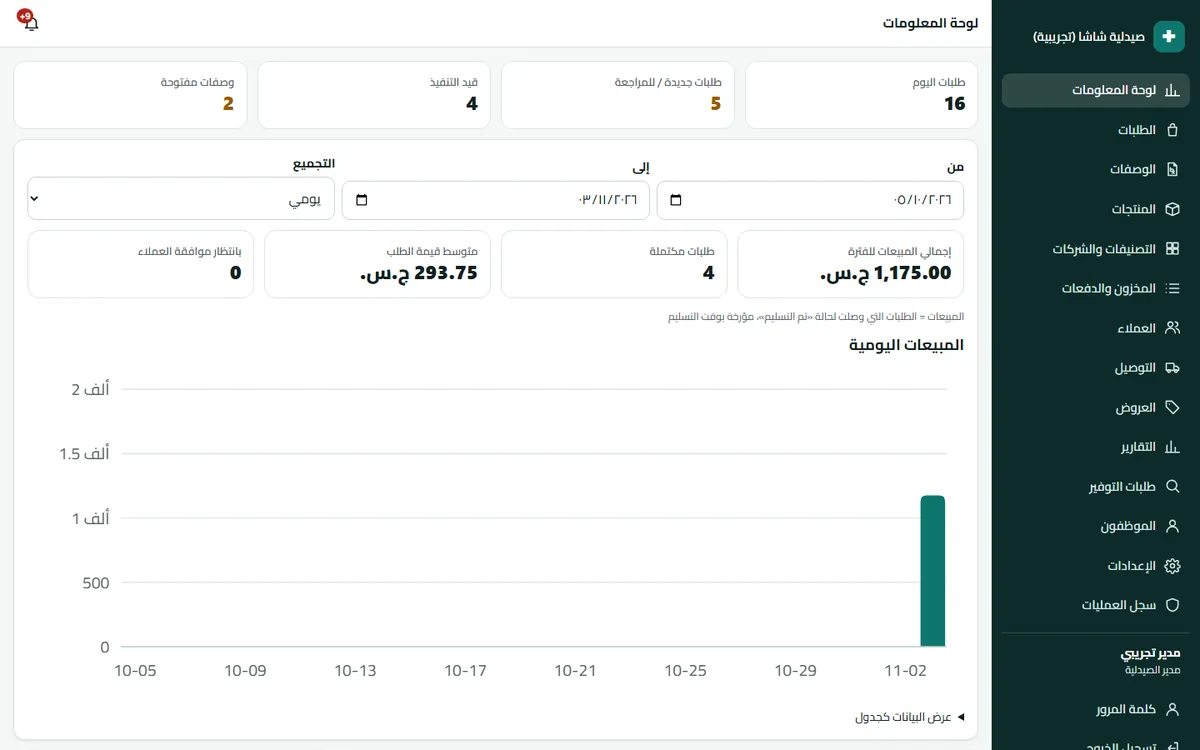 صيدلية شاشا (تجريبية)
لوحة المعلومات
الطلبات
الوصفات
المنتجات
التصنيفات والشركات
المخزون والدفعات
العملاء
التوصيل
العروض
التقارير
طلبات التوفير
الموظفون
الإعدادات
سجل العمليات
مدير تجريبي
مدير الصيدلية
كلمة المرور
تسجيل الخروج
لوحة المعلومات
9+
طلبات اليوم
16
طلبات جديدة / للمراجعة
5
قيد التنفيذ
4
وصفات مفتوحة
2
من
٠٥/١٠/٢٠٢٦
إلى
٠٣/١١/٢٠٢٦
التجميع
يومي
إجمالي المبيعات للفترة
1,175.00 ج.س.
طلبات مكتملة
4
متوسط قيمة الطلب
293.75 ج.س.
بانتظار موافقة العملاء
0
المبيعات = الطلبات التي وصلت لحالة «تم التسليم»، مؤرخة بوقت التسليم
المبيعات اليومية
2 ألف
1.5 ألف
1 ألف
500
0
10-05 10-09 10-13 10-17 10-21 10-25 10-29 11-02
◀ عرض البيانات كجدول